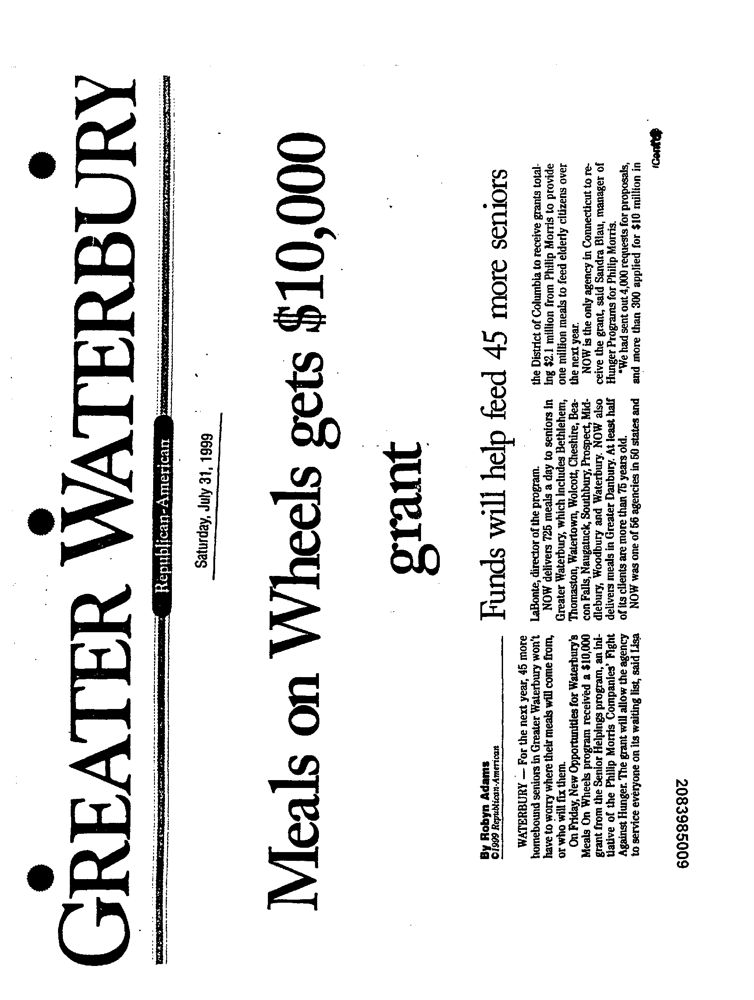 GREATER WATERBURY
Republican-American
Saturday, July 31, 1999
Meals on Wheels gets $10,000
grant
Funds will help feed 45 more seniors
By Robyn Adams
©1999 Republican-American
WATERBURY — For the next year, 45 more
homebound seniors in Greater Waterbury won't
have to worry where their meals will come from,
or who will fix them.
On Friday, New Opportunities for Waterbury's
Meals On Wheels program received a $10,000
grant from the Senior Helpings program, an ini-
tiative of the Philip Morris Companies' Fight
Against Hunger. The grant will allow the agency
to service everyone on its waiting list, said Lisa
LaBonte, director of the program.
NOW delivers 725 meals a day to seniors in
Greater Waterbury, which includes Bethlehem,
Thomaston, Watertown, Wolcott, Cheshire, Bea-
con Falls, Naugatuck, Southbury, Prospect, Mid-
dlebury, Woodbury and Waterbury. NOW also
delivers meals in Greater Danbury. At least half
of its clients are more than 75 years old.
NOW was one of 56 agencies in 50 states and
the District of Columbia to receive grants total-
ing $2.1 million from Philip Morris to provide
one million meals to feed elderly citizens over
the next year.
NOW is the only agency in Connecticut to re-
ceive the grant, said Sandra Blau, manager of
Hunger Programs for Philip Morris.
"We had sent out 4,000 requests for proposals,
and more than 300 applied for $10 million in
(Cont'd)
2083985009